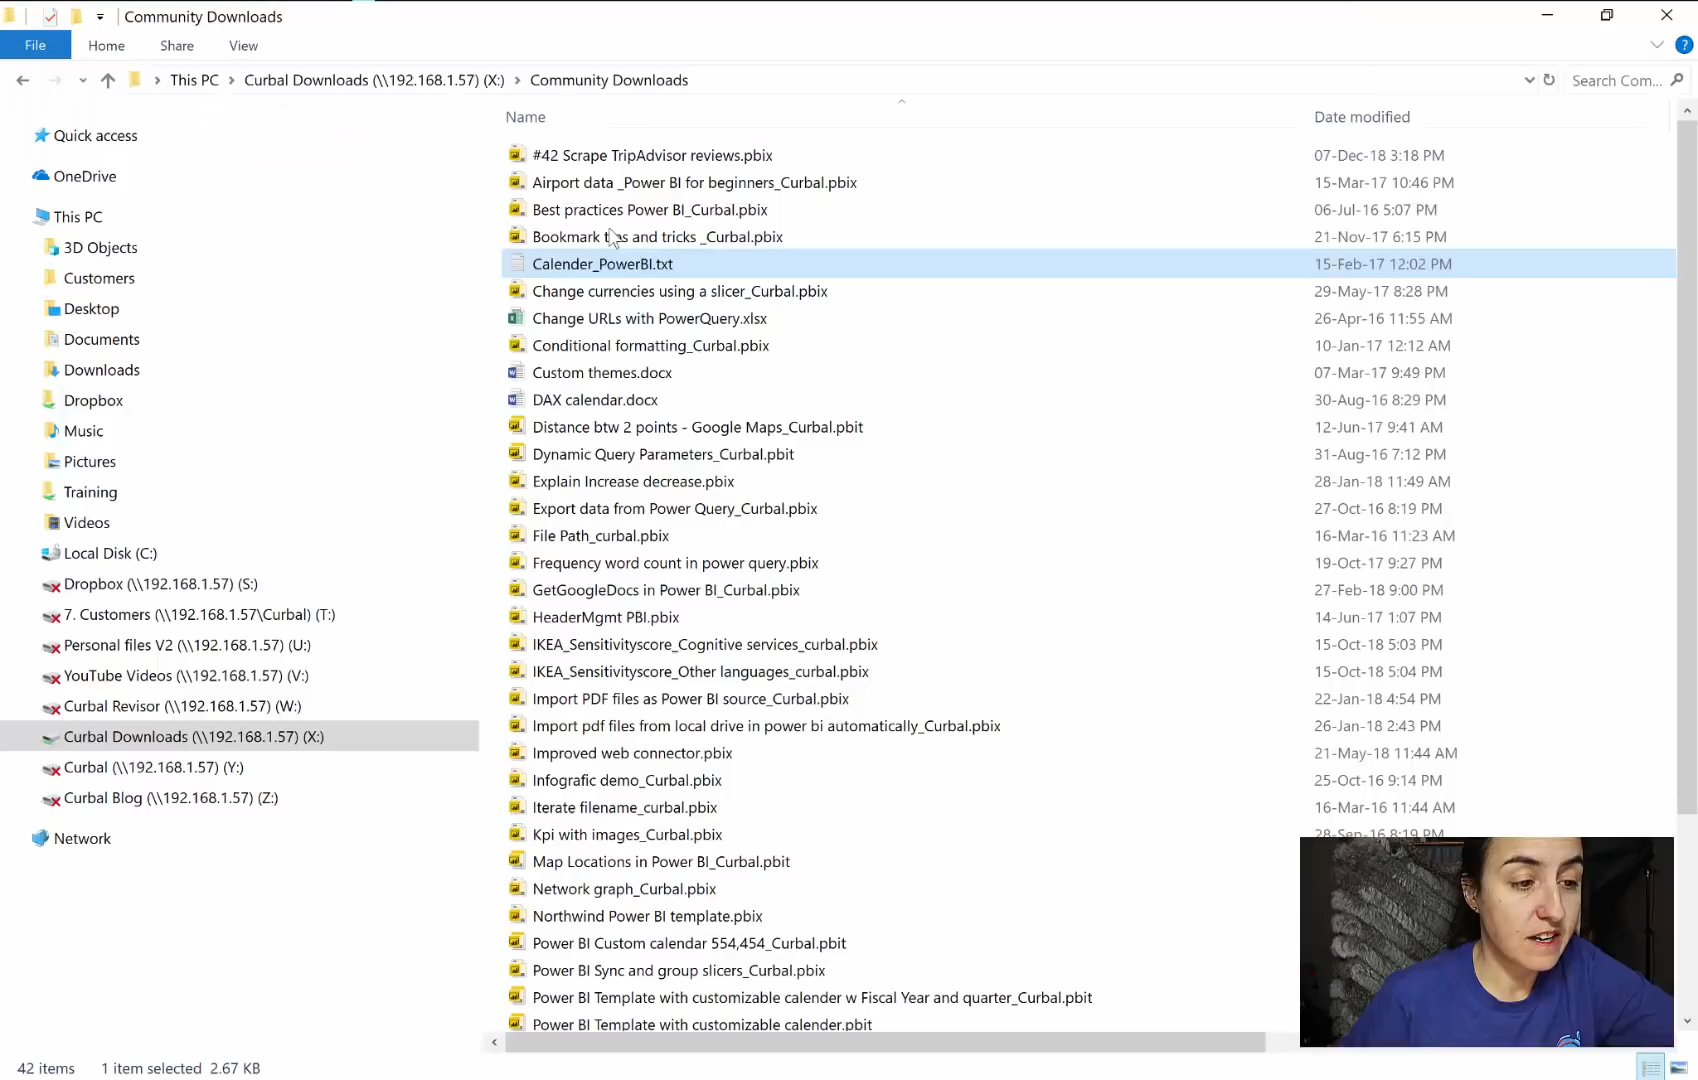 Community Downloads
File Home Share View
This PC Curbal Downloads (\\192.168.1.57) (X:) Community Downloads
Search Com...
Quick access
OneDrive
This PC
3D Objects
Customers
Desktop
Documents
Downloads
Dropbox
Music
Pictures
Training
Videos
Local Disk (C:)
Dropbox (\\192.168.1.57) (S:)
7. Customers (\\192.168.1.57\Curbal) (T:)
Personal files V2 (\\192.168.1.57) (U:)
YouTube Videos (\\192.168.1.57) (V:)
Curbal Revisor (\\192.168.1.57) (W:)
Curbal Downloads (\\192.168.1.57) (X:)
Curbal (\\192.168.1.57) (Y:)
Curbal Blog (\\192.168.1.57) (Z:)
Network
Name Date modified
#42 Scrape TripAdvisor reviews.pbix 07-Dec-18 3:18 PM
Airport data _Power BI for beginners_Curbal.pbix 15-Mar-17 10:46 PM
Best practices Power BI_Curbal.pbix 06-Jul-16 5:07 PM
Bookmark tips and tricks _Curbal.pbix 21-Nov-17 6:15 PM
Calender_PowerBI.txt 15-Feb-17 12:02 PM
Change currencies using a slicer_Curbal.pbix 29-May-17 8:28 PM
Change URLs with PowerQuery.xlsx 26-Apr-16 11:55 AM
Conditional formatting_Curbal.pbix 10-Jan-17 12:12 AM
Custom themes.docx 07-Mar-17 9:49 PM
DAX calendar.docx 30-Aug-16 8:29 PM
Distance btw 2 points - Google Maps_Curbal.pbit 12-Jun-17 9:41 AM
Dynamic Query Parameters_Curbal.pbit 31-Aug-16 7:12 PM
Explain Increase decrease.pbix 28-Jan-18 11:49 AM
Export data from Power Query_Curbal.pbix 27-Oct-16 8:19 PM
File Path_curbal.pbix 16-Mar-16 11:23 AM
Frequency word count in power query.pbix 19-Oct-17 9:27 PM
GetGoogleDocs in Power BI_Curbal.pbix 27-Feb-18 9:00 PM
HeaderMgmt PBI.pbix 14-Jun-17 1:07 PM
IKEA_Sensitivityscore_Cognitive services_curbal.pbix 15-Oct-18 5:03 PM
IKEA_Sensitivityscore_Other languages_curbal.pbix 15-Oct-18 5:04 PM
Import PDF files as Power BI source_Curbal.pbix 22-Jan-18 4:54 PM
Import pdf files from local drive in power bi automatically_Curbal.pbix 26-Jan-18 2:43 PM
Improved web connector.pbix 21-May-18 11:44 AM
Infografic demo_Curbal.pbix 25-Oct-16 9:14 PM
Iterate filename_curbal.pbix 16-Mar-16 11:44 AM
Kpi with images_Curbal.pbix 28-Sep-16 8:19 PM
Map Locations in Power BI_Curbal.pbit
Network graph_Curbal.pbix
Northwind Power BI template.pbix
Power BI Custom calendar 554,454_Curbal.pbit
Power BI Sync and group slicers_Curbal.pbix
Power BI Template with customizable calender w Fiscal Year and quarter_Curbal.pbit
Power BI Template with customizable calender.pbit
42 items 1 item selected 2.67 KB